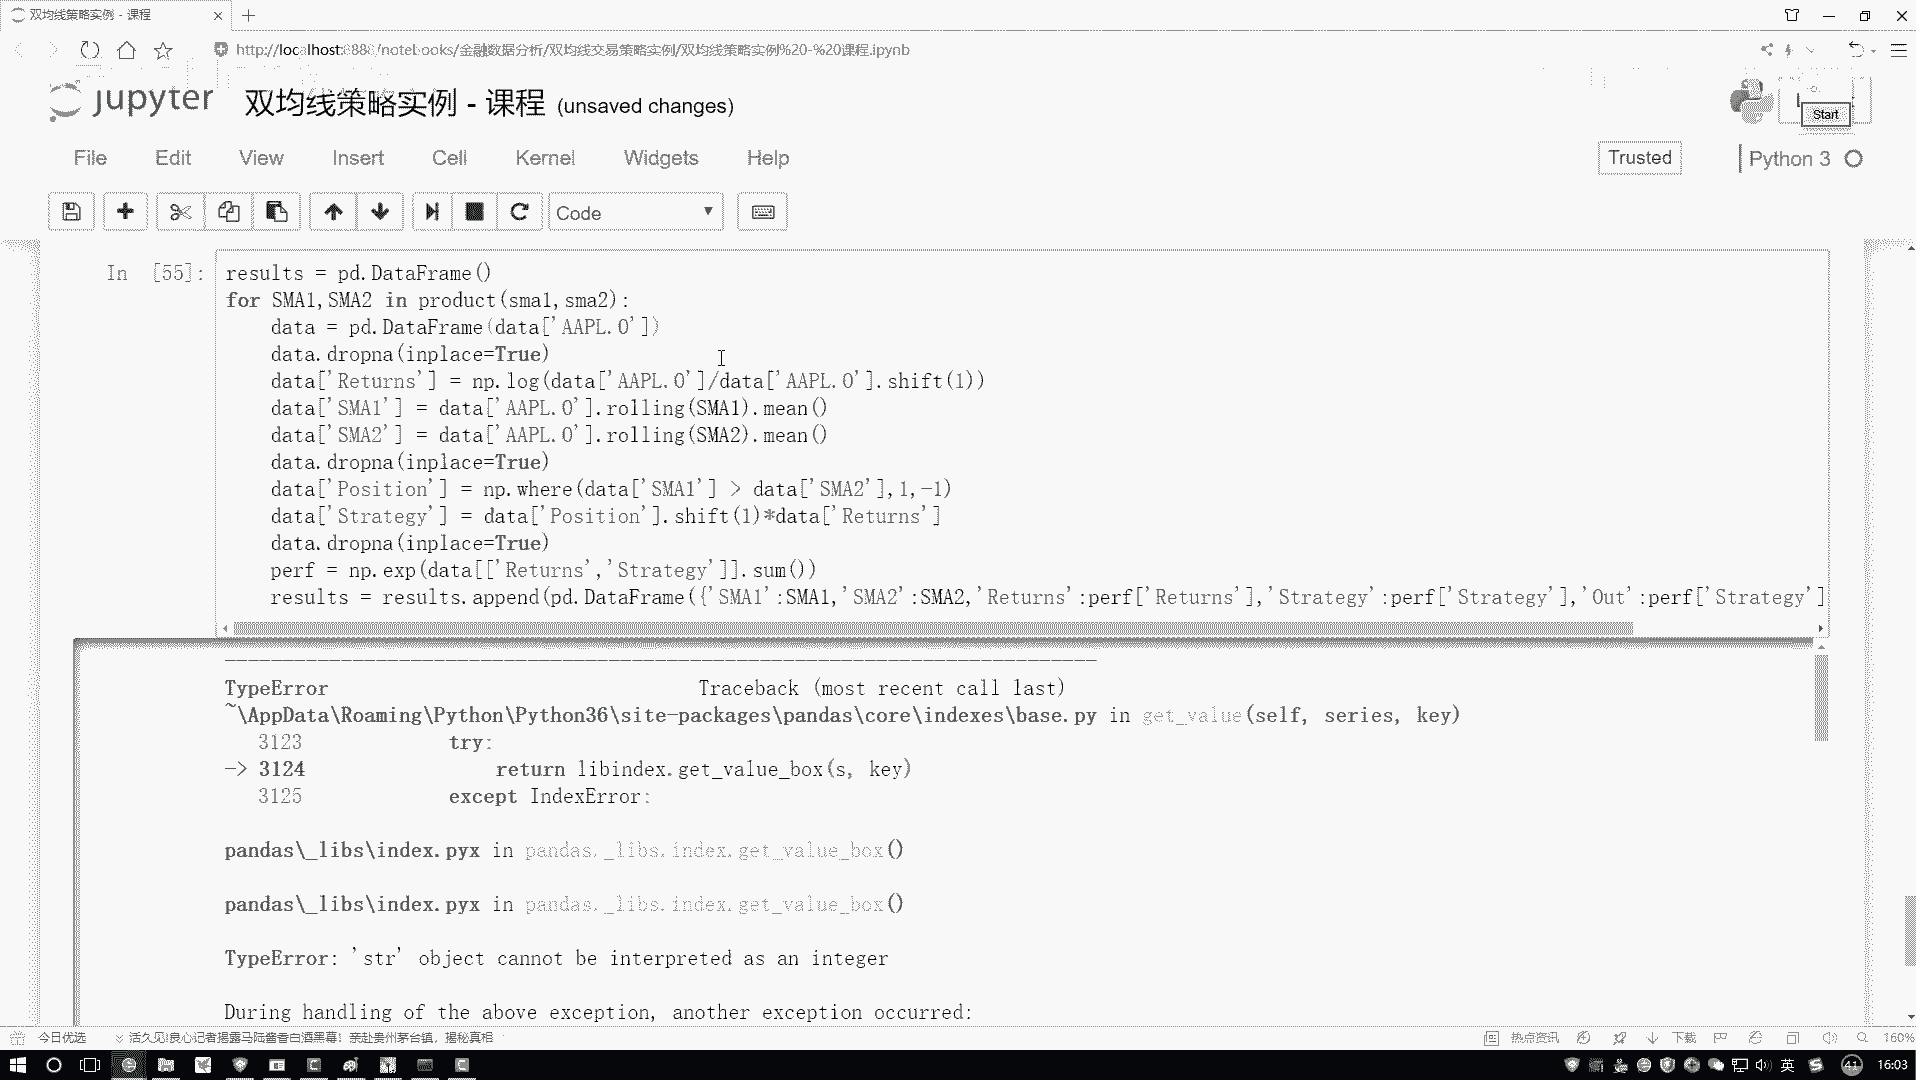 双均线策略实例 - 课程
http://localhost:888/notebooks/金融数据分析/双均线交易策略实例/双均线策略实例%20-%20课程.ipynb
jupyter 双均线策略实例 - 课程 (unsaved changes)
Start
File Edit View Insert Cell Kernel Widgets Help
Trusted
Python 3
Code
In [55]:
results = pd.DataFrame()
for SMA1,SMA2 in product(sma1,sma2):
    data = pd.DataFrame(data['AAPL.O'])
    data.dropna(inplace=True)
    data['Returns'] = np.log(data['AAPL.O']/data['AAPL.O'].shift(1))
    data['SMA1'] = data['AAPL.O'].rolling(SMA1).mean()
    data['SMA2'] = data['AAPL.O'].rolling(SMA2).mean()
    data.dropna(inplace=True)
    data['Position'] = np.where(data['SMA1'] > data['SMA2'],1,-1)
    data['Strategy'] = data['Position'].shift(1)*data['Returns']
    data.dropna(inplace=True)
    perf = np.exp(data[['Returns','Strategy']].sum())
    results = results.append(pd.DataFrame({'SMA1':SMA1,'SMA2':SMA2,'Returns':perf['Returns'],'Strategy':perf['Strategy'],'Out':perf['Strategy']
---------------------------------------------------------------------------
TypeError Traceback (most recent call last)
~\AppData\Roaming\Python\Python36\site-packages\pandas\core\indexes\base.py in get_value(self, series, key)
3123 try:
-> 3124 return libindex.get_value_box(s, key)
3125 except IndexError:
pandas\_libs\index.pyx in pandas._libs.index.get_value_box()
pandas\_libs\index.pyx in pandas._libs.index.get_value_box()
TypeError: 'str' object cannot be interpreted as an integer
During handling of the above exception, another exception occurred:
今日优选 活久见!良心记者揭露马陆酱香白酒黑幕! 亲赴贵州茅台镇,揭秘真相
热点资讯 下载 160%
英 41 16:03